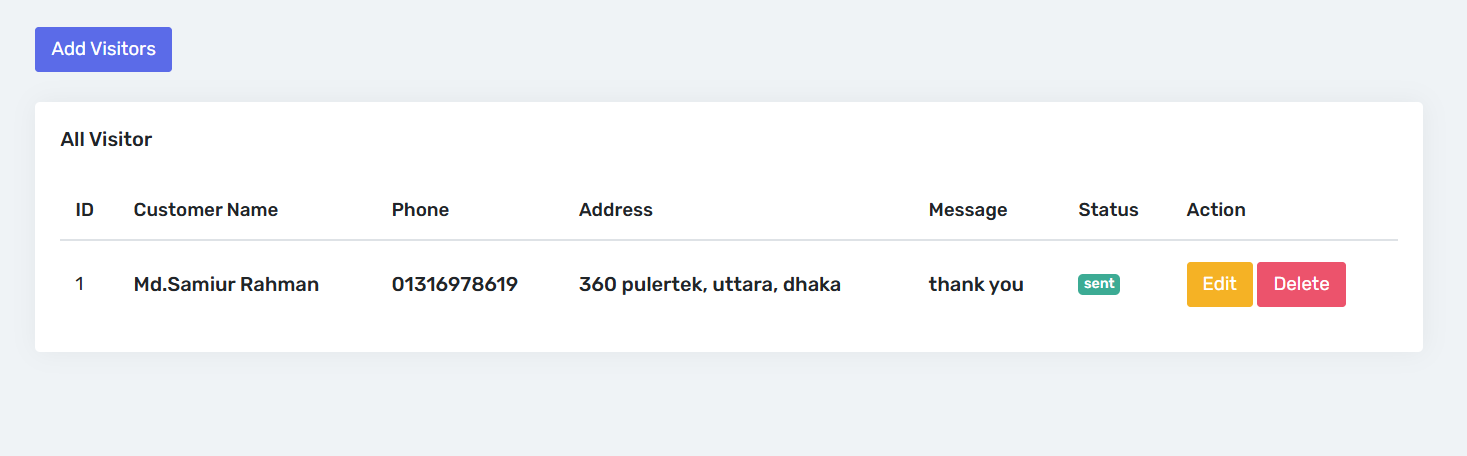 Add Visitors
All Visitor
ID Customer Name Phone Address Message Status Action
1 Md.Samiur Rahman 01316978619 360 pulertek, uttara, dhaka thank you sent Edit Delete